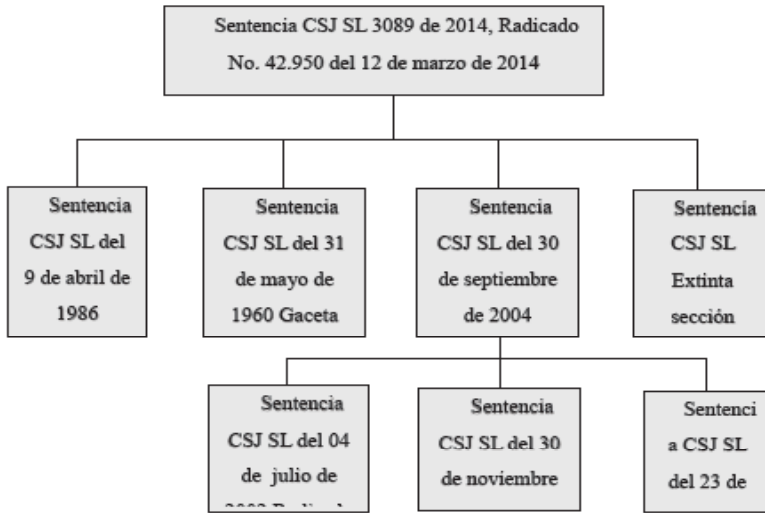 Sentencia CSJ SL 3089 de 2014, Radicado
No. 42.950 del 12 de marzo de 2014
Sentencia
CSJ SL del
9 de abril de
1986
Sentencia
CSJ SL del 31
de mayo de
1960 Gaceta
Sentencia
CSJ SL del 30
de septiembre
de 2004
Sentencia
CSJ SL
Extinta
sección
Sentencia
CSJ SL del 04
de julio de
Sentencia
CSJ SL del 30
de noviembre
Sentenci
a CSJ SL
del 23 de